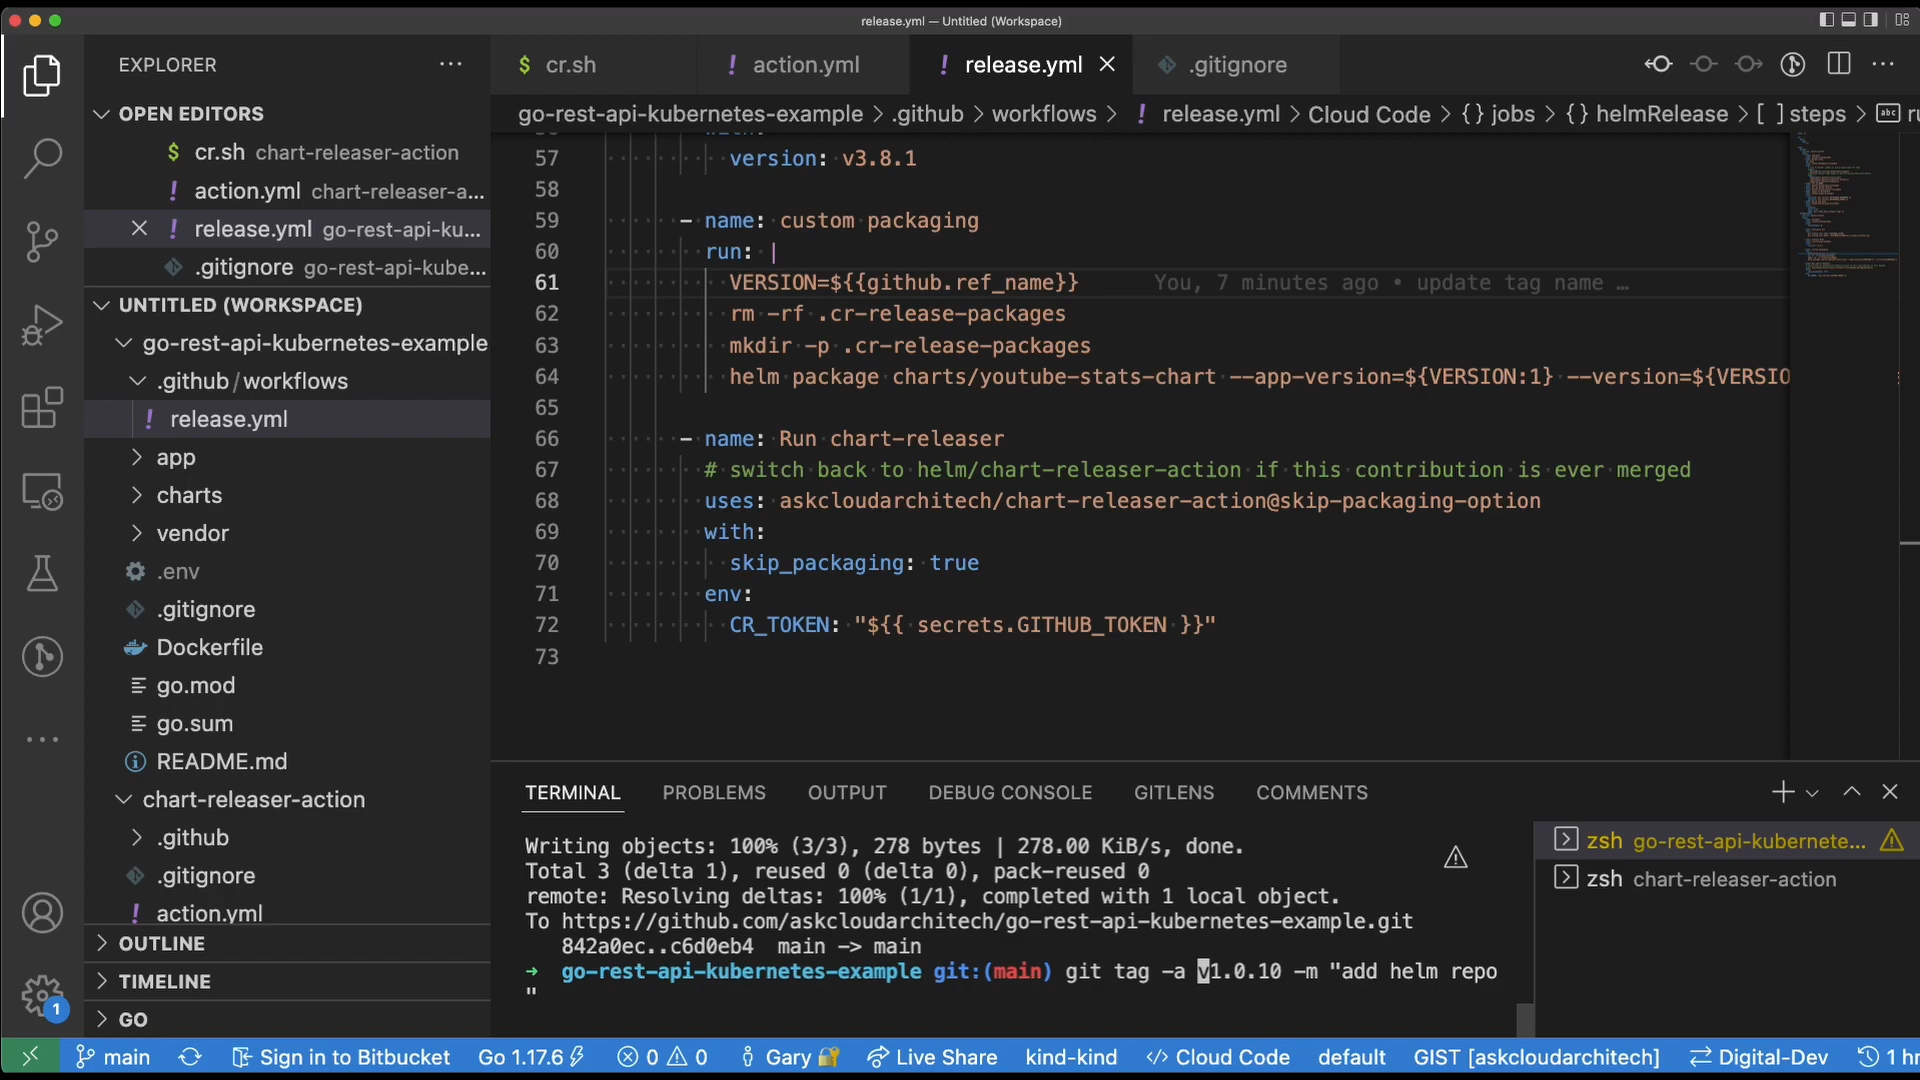 release.yml — Untitled (Workspace)
EXPLORER
OPEN EDITORS
cr.sh chart-releaser-action
action.yml chart-releaser-a...
release.yml go-rest-api-ku...
.gitignore go-rest-api-kube...
UNTITLED (WORKSPACE)
go-rest-api-kubernetes-example
.github/workflows
release.yml
app
charts
vendor
.env
.gitignore
Dockerfile
go.mod
go.sum
README.md
chart-releaser-action
.github
.gitignore
action.yml
OUTLINE
TIMELINE
GO
1
$ cr.sh
! action.yml
! release.yml
.gitignore
go-rest-api-kubernetes-example > .github > workflows > ! release.yml > Cloud Code > {} jobs > {} helmRelease > [ ] steps > abc
57 version: v3.8.1
58
59 - name: custom packaging
60 run: |
61 VERSION=${{github.ref_name}} You, 7 minutes ago • update tag name …
62 rm -rf .cr-release-packages
63 mkdir -p .cr-release-packages
64 helm package charts/youtube-stats-chart --app-version=${VERSION:1} --version=${VERSIO
65
66 - name: Run chart-releaser
67 # switch back to helm/chart-releaser-action if this contribution is ever merged
68 uses: askcloudarchitech/chart-releaser-action@skip-packaging-option
69 with:
70 skip_packaging: true
71 env:
72 CR_TOKEN: "${{ secrets.GITHUB_TOKEN }}"
73
TERMINAL PROBLEMS OUTPUT DEBUG CONSOLE GITLENS COMMENTS
Writing objects: 100% (3/3), 278 bytes | 278.00 KiB/s, done.
Total 3 (delta 1), reused 0 (delta 0), pack-reused 0
remote: Resolving deltas: 100% (1/1), completed with 1 local object.
To https://github.com/askcloudarchitech/go-rest-api-kubernetes-example.git
842a0ec..c6d0eb4 main -> main
→ go-rest-api-kubernetes-example git:(main) git tag -a v1.0.10 -m "add helm repo
"
zsh go-rest-api-kubernete...
zsh chart-releaser-action
main Sign in to Bitbucket Go 1.17.6 0 0 Gary Live Share kind-kind Cloud Code default GIST [askcloudarchitech] Digital-Dev 1 hr